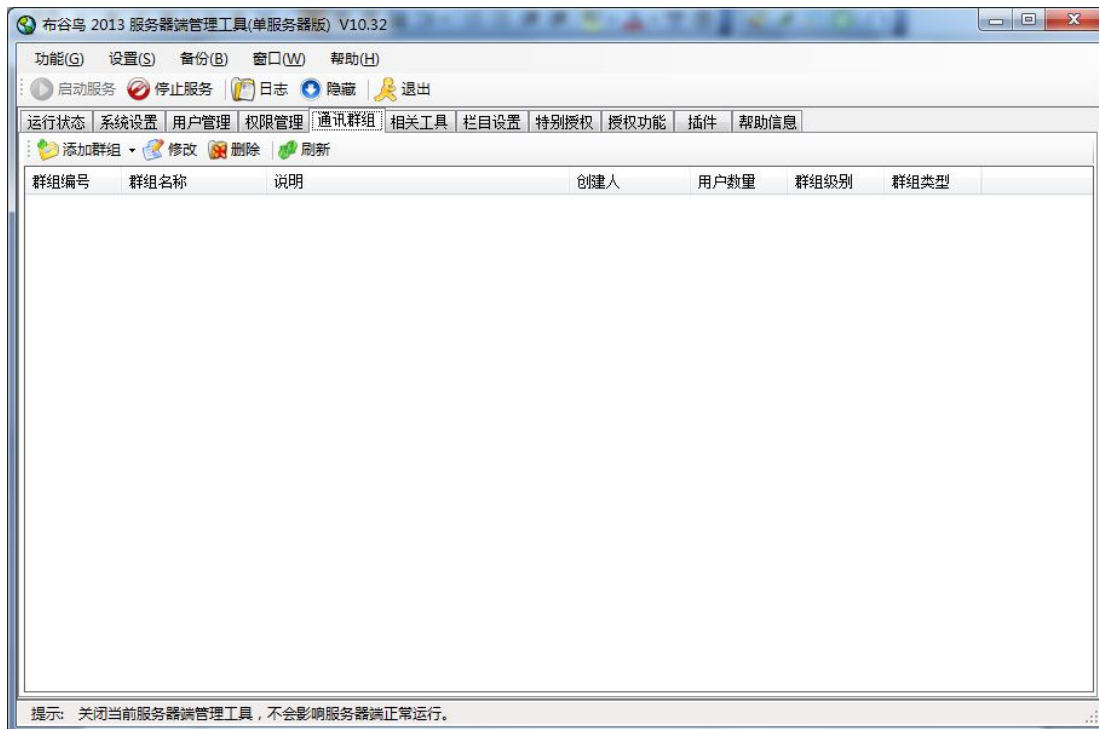 布谷鸟 2013 服务器端管理工具(单服务器版) V10.32
功能(G) 设置(S) 备份(B) 窗口(W) 帮助(H)
启动服务 停止服务 日志 隐藏 退出
运行状态 系统设置 用户管理 权限管理 通讯群组 相关工具 栏目设置 特别授权 授权功能 插件 帮助信息
添加群组 修改 删除 刷新
群组编号 群组名称 说明 创建人 用户数量 群组级别 群组类型
提示: 关闭当前服务器端管理工具，不会影响服务器端正常运行。